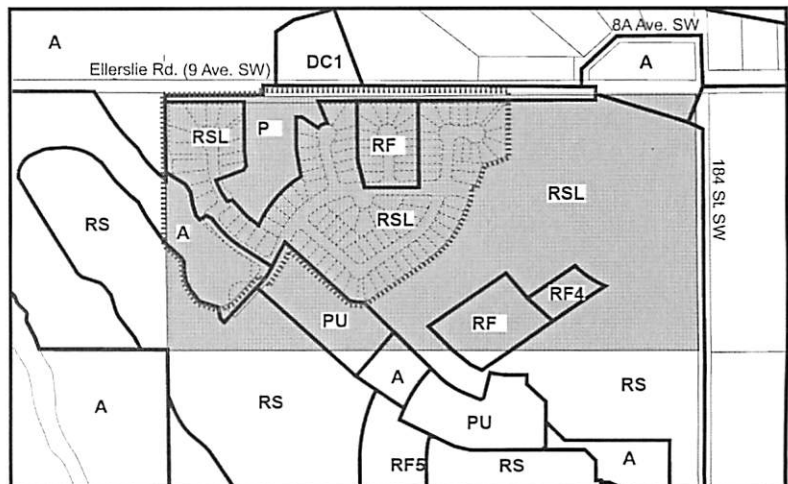 8A Ave. SW
A
Ellerslie Rd. (9 Ave. SW)
DC1
A
RSL
P
RF
RSL
RSL
184 St. SW
RS
A
RF4
PU
RF
A
A
RS
RS
PU
RF5
RS
A